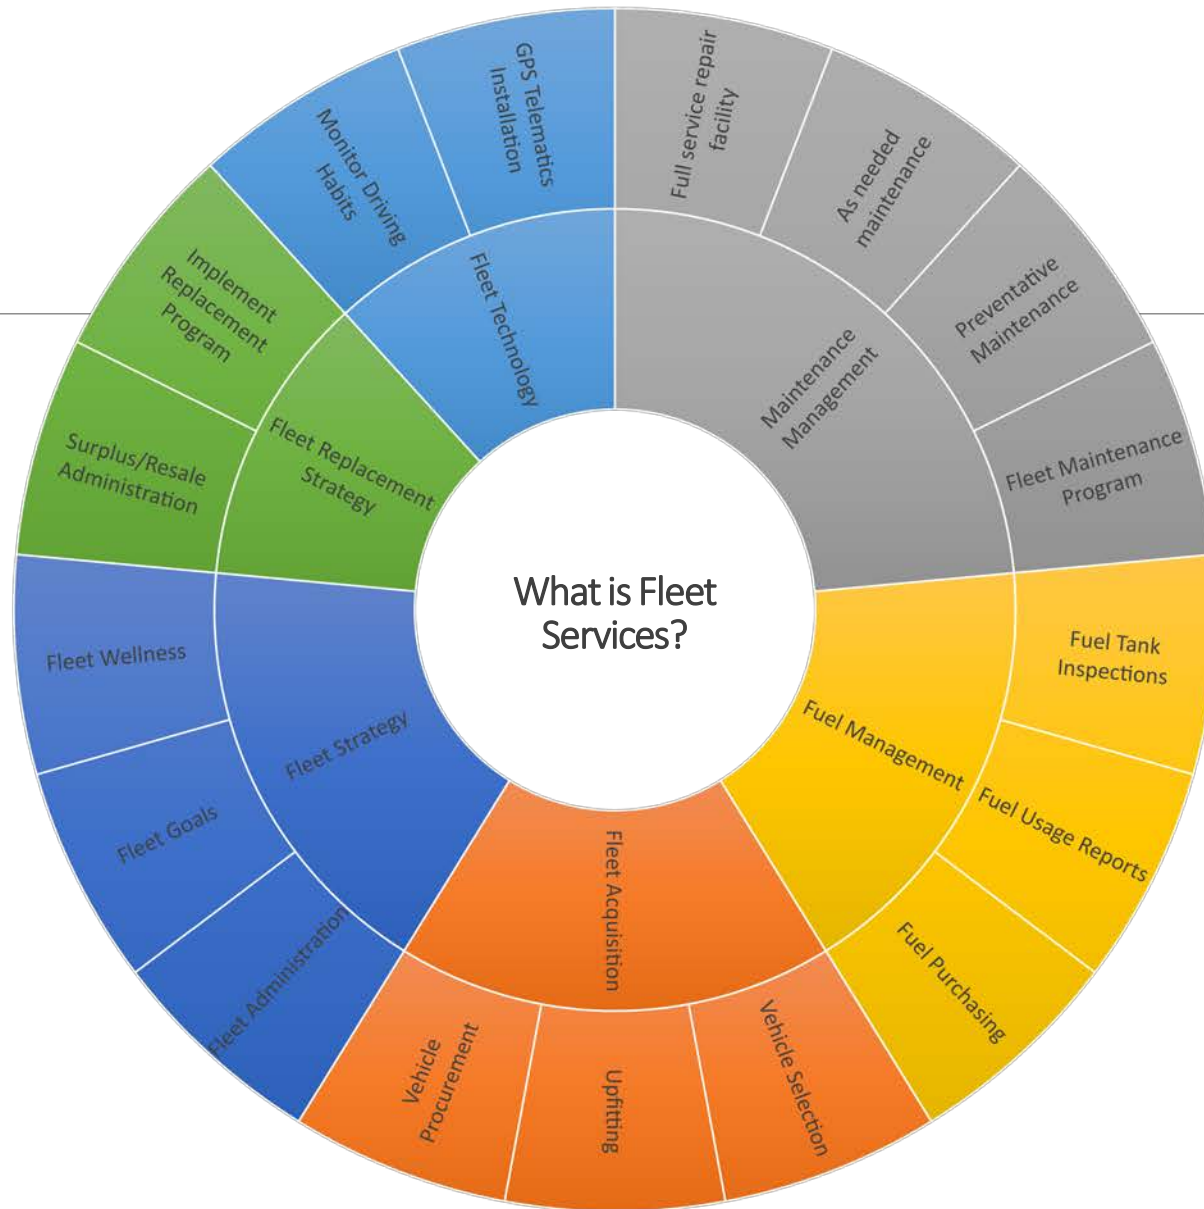 What is Fleet
Services?
Maintenance
Management
Full service repair
facility
As needed
maintenance
Preventative
Maintenance
Fleet Maintenance
Program
Fuel Management
Fuel Tank
Inspections
Fuel Usage Reports
Fuel Purchasing
Fleet Acquisition
Vehicle Selection
Upfitting
Vehicle
Procurement
Fleet Strategy
Fleet Administration
Fleet Goals
Fleet Wellness
Fleet Replacement
Strategy
Surplus/Resale
Administration
Implement
Replacement
Program
Fleet Technology
Monitor Driving
Habits
GPS Telematics
Installation